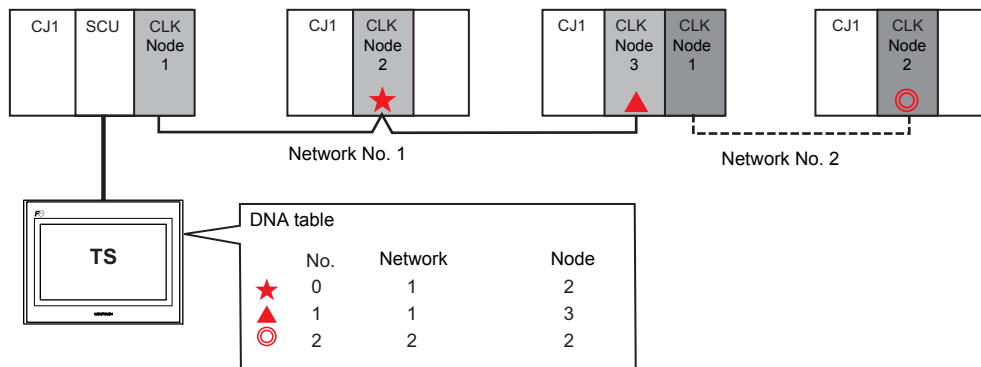 CJ1 SCU CLK Node 1
CJ1 CLK Node 2
CJ1 CLK Node 3 CLK Node 1
CJ1 CLK Node 2
Network No. 1
Network No. 2
TS
DNA table
No. Network Node
0 1 2
1 1 3
2 2 2